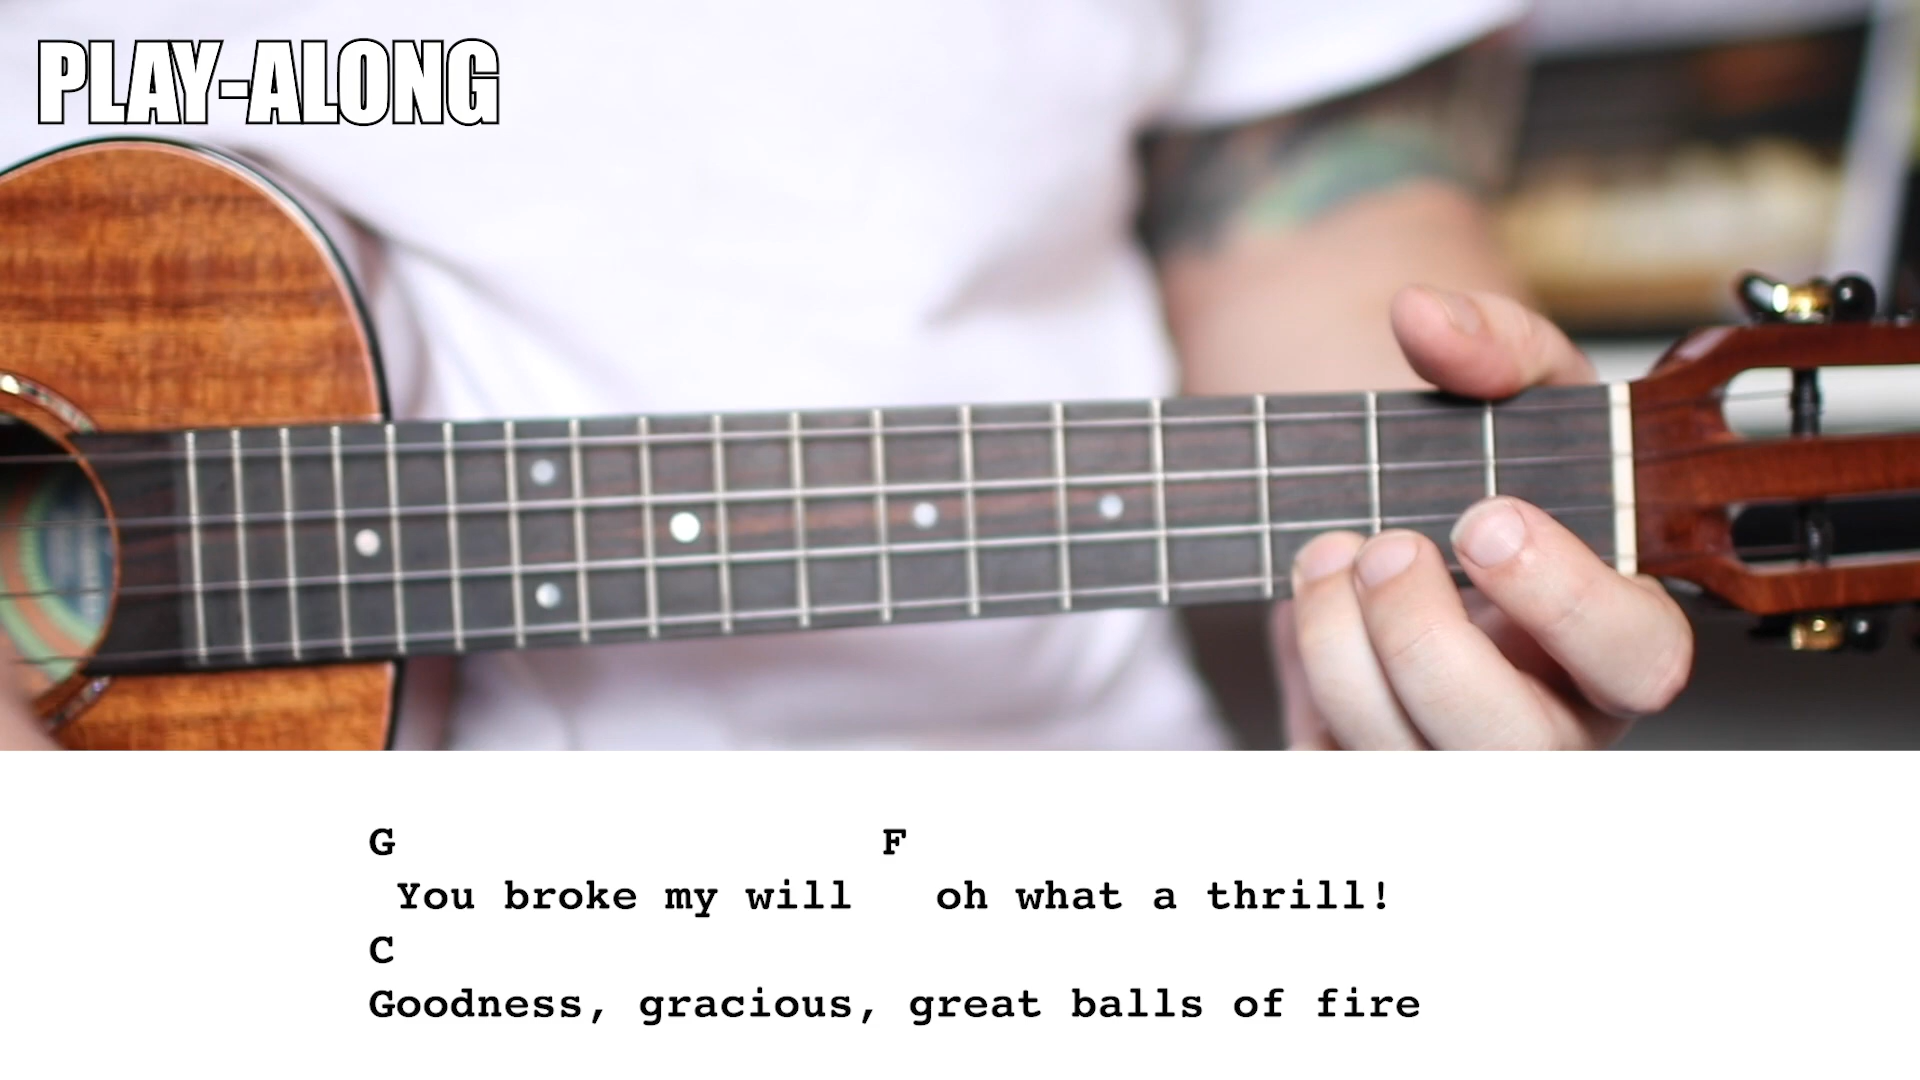 PLAY-ALONG
G F
You broke my will oh what a thrill!
C
Goodness, gracious, great balls of fire